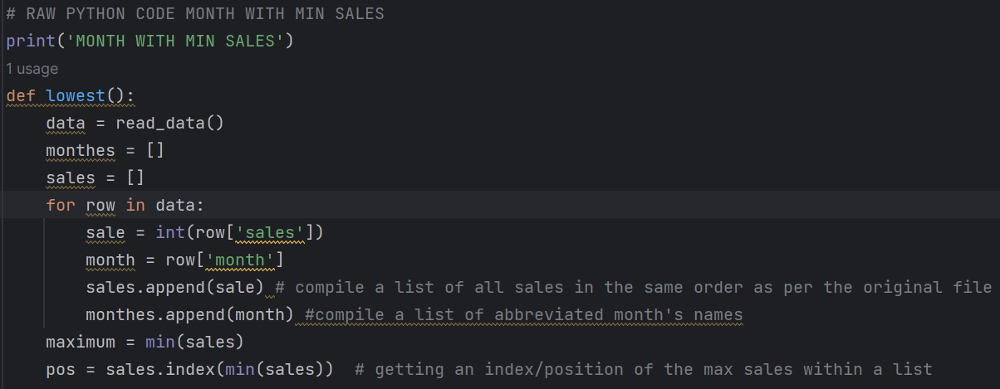 # RAW PYTHON CODE MONTH WITH MIN SALES
print('MONTH WITH MIN SALES')
1 usage
def lowest():
    data = read_data()
    monthes = []
    sales = []
    for row in data:
        sale = int(row['sales'])
        month = row['month']
        sales.append(sale) # compile a list of all sales in the same order as per the original file
        monthes.append(month) #compile a list of abbreviated month's names
    maximum = min(sales)
    pos = sales.index(min(sales))  # getting an index/position of the max sales within a list